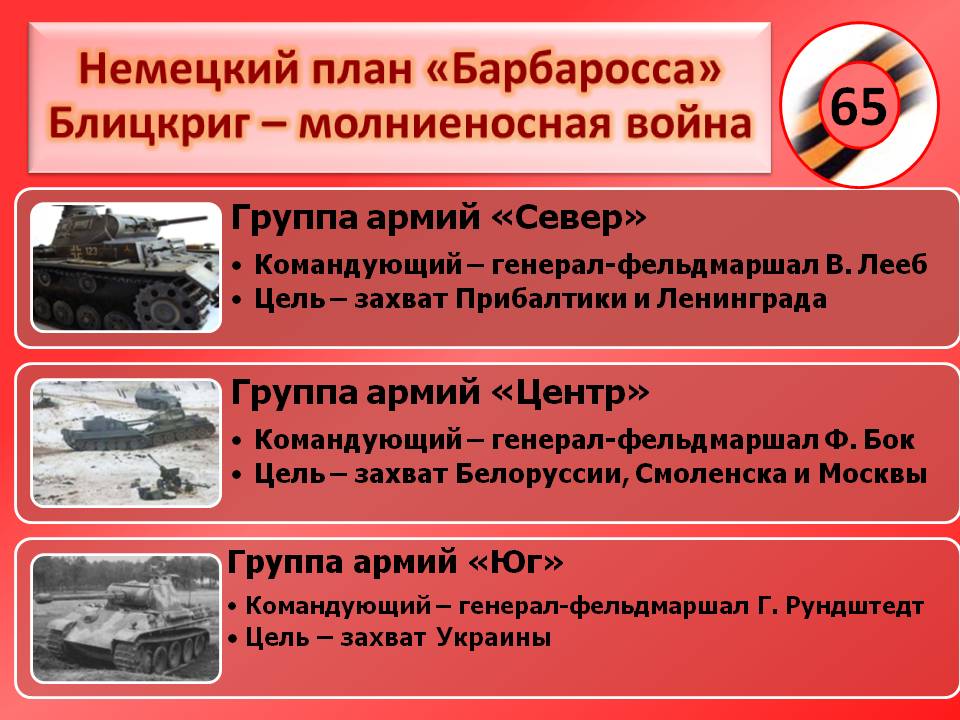 Немецкий план «Барбаросса»
Блицкриг – молниеносная война
65
Группа армий «Север»
• Командующий – генерал-фельдмаршал В. Лееб
• Цель – захват Прибалтики и Ленинграда
123
Группа армий «Центр»
• Командующий – генерал-фельдмаршал Ф. Бок
• Цель – захват Белоруссии, Смоленска и Москвы
Группа армий «Юг»
• Командующий – генерал-фельдмаршал Г. Рундштедт
• Цель – захват Украины